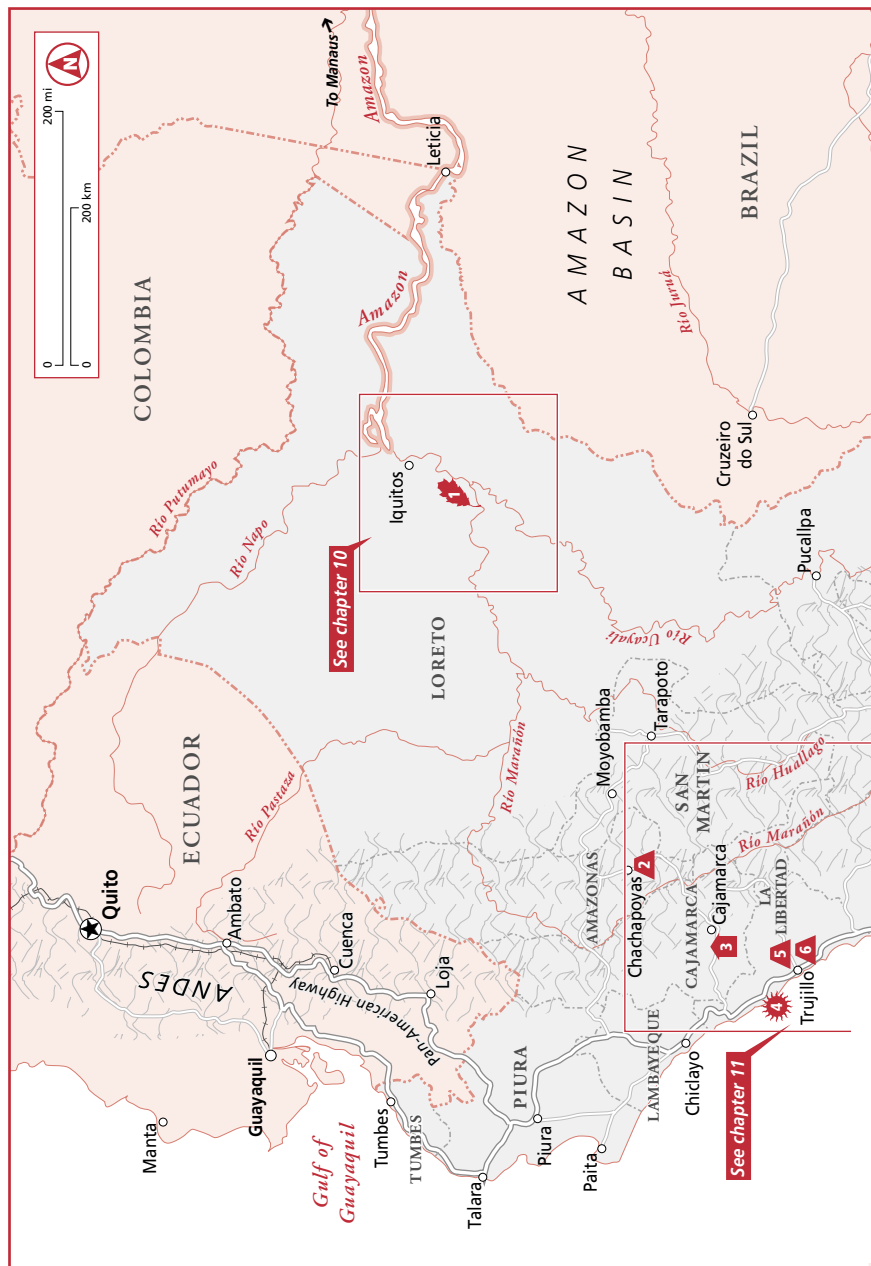 200 mi
0
200 km
0
N
To Manaus
COLOMBIA
Amazon
Leticia
Amazon
AMAZON
BASIN
BRAZIL
Río Juruá
Cruzeiro
do Sul
Río Putumayo
Río Napo
Iquitos
1
See chapter 10
LORETO
Río Ucayali
Pucallpa
ECUADOR
Río Pastaza
Río Marañón
Moyobamba
Tarapoto
SAN
MARTIN
Río Huallago
Río Marañón
Quito
Ambato
ANDES
Cuenca
Pan-American Highway
Loja
AMAZONAS
Chachapoyas
2
CAJAMARCA
Cajamarca
3
LA
LIBERTAD
5
6
4
Trujillo
Manta
Guayaquil
Gulf of
Guayaquil
Tumbes
TUMBES
Talara
PIURA
Piura
Paita
LAMBAYEQUE
Chiclayo
See chapter 11